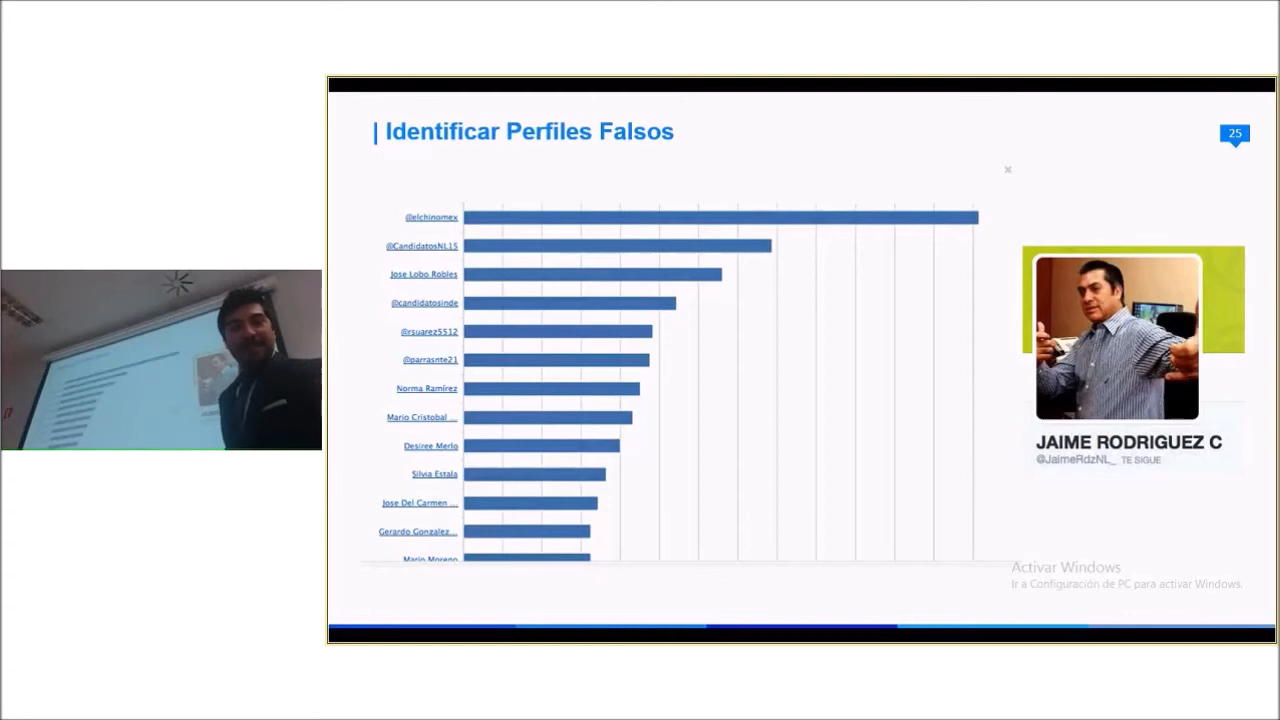 | Identificar Perfiles Falsos
25
@elchinomex
@CandidatosNL15
Jose Lobo Robles
@candidatosinde
@rsuarez5512
@parrasnte21
Norma Ramírez
Mario Cristobal ...
Desiree Merlo
Silvia Estala
Jose Del Carmen ...
Gerardo Gonzalez...
Mario Moreno
JAIME RODRIGUEZ C
@JaimeRdzNL_ TE SIGUE
Activar Windows
Ir a Configuración de PC para activar Windows.